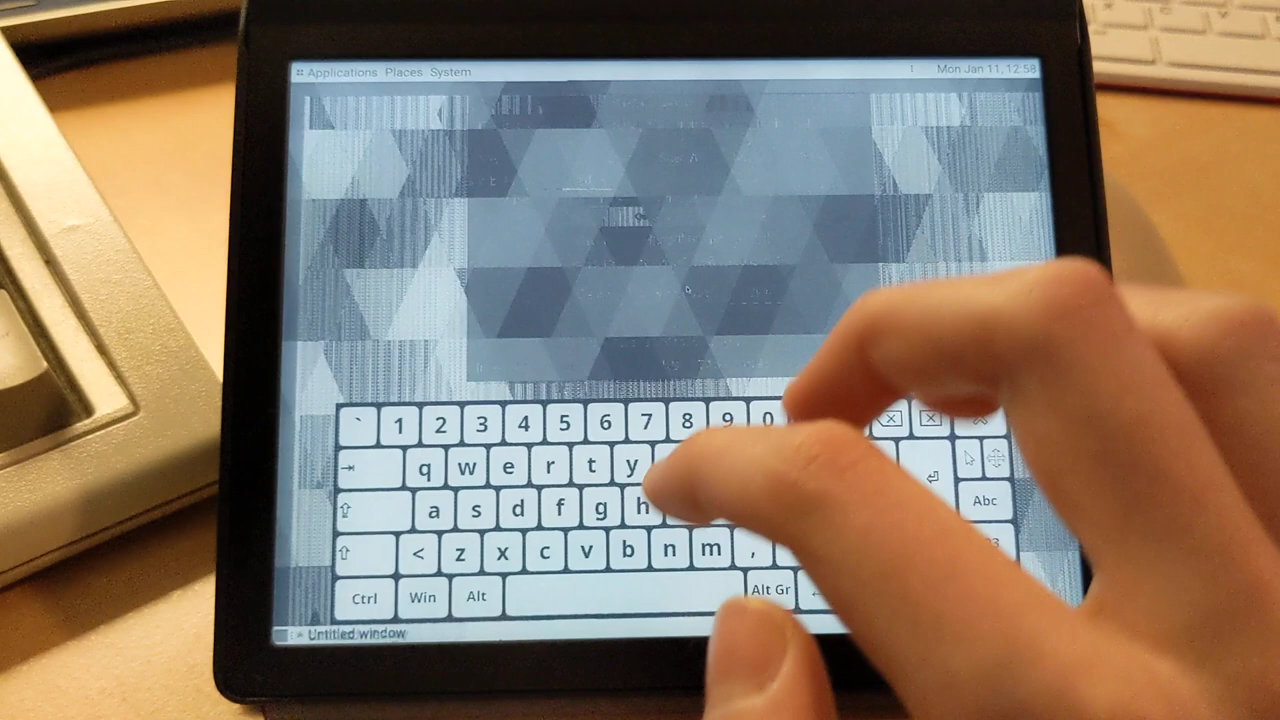 Applications Places System Mon Jan 11, 12:58
` 1 2 3 4 5 6 7 8 9 0
q w e r t y
a s d f g h Abc
< z x c v b n m ,
Ctrl Win Alt Alt Gr
Untitled window